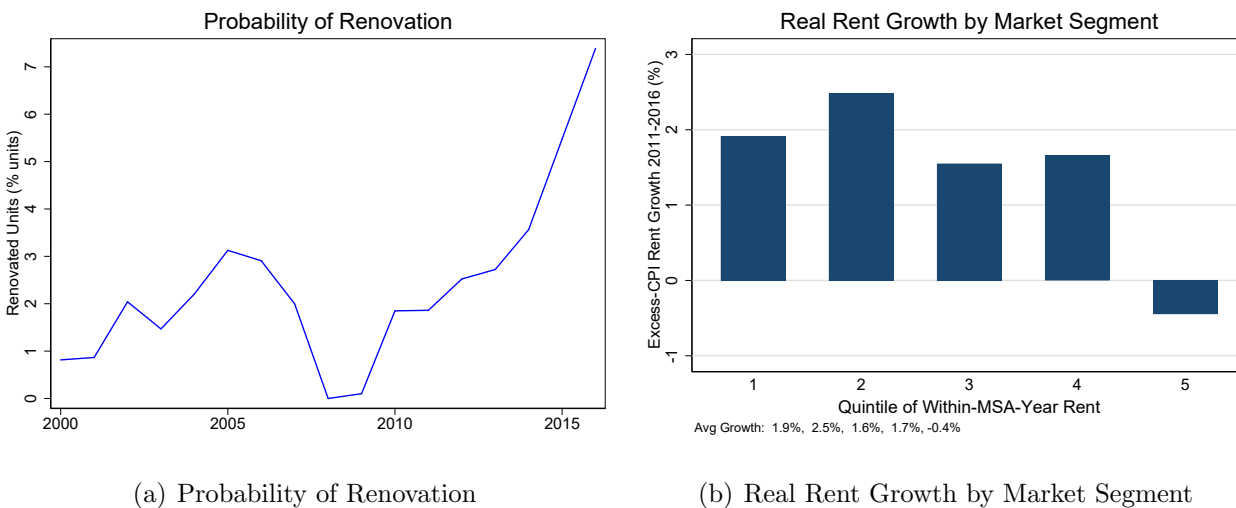 Probability of Renovation
Renovated Units (% units)
7
6
5
4
3
2
1
0
2000 2005 2010 2015
(a) Probability of Renovation
Real Rent Growth by Market Segment
Excess-CPI Rent Growth 2011-2016 (%)
3
2
1
0
-1
1 2 3 4 5
Quintile of Within-MSA-Year Rent
Avg Growth: 1.9%, 2.5%, 1.6%, 1.7%, -0.4%
(b) Real Rent Growth by Market Segment